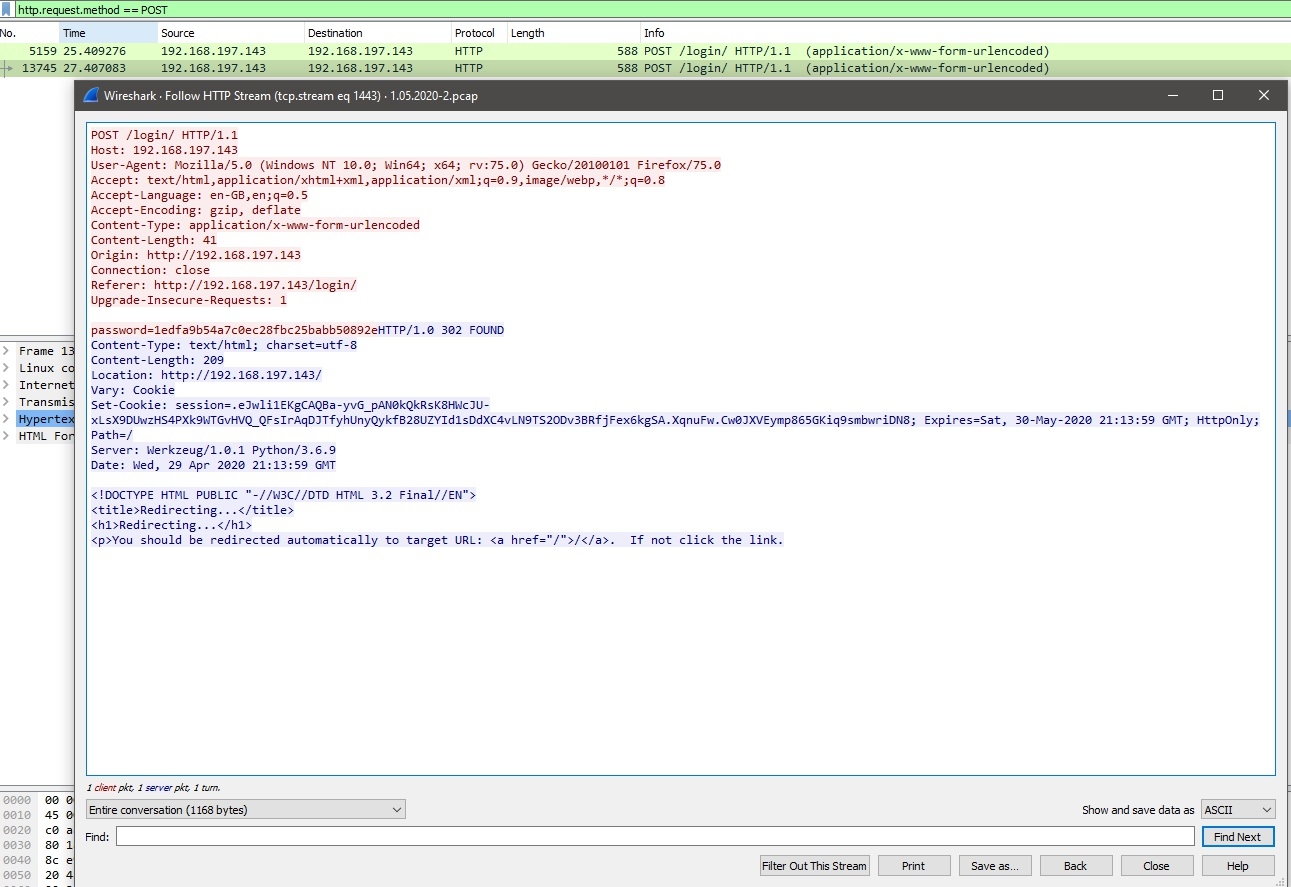 http.request.method == POST
No. Time Source Destination Protocol Length Info
5159 25.409276 192.168.197.143 192.168.197.143 HTTP 588 POST /login/ HTTP/1.1 (application/x-www-form-urlencoded)
13745 27.407083 192.168.197.143 192.168.197.143 HTTP 588 POST /login/ HTTP/1.1 (application/x-www-form-urlencoded)
Wireshark · Follow HTTP Stream (tcp.stream eq 1443) · 1.05.2020-2.pcap
POST /login/ HTTP/1.1
Host: 192.168.197.143
User-Agent: Mozilla/5.0 (Windows NT 10.0; Win64; x64; rv:75.0) Gecko/20100101 Firefox/75.0
Accept: text/html,application/xhtml+xml,application/xml;q=0.9,image/webp,*/*;q=0.8
Accept-Language: en-GB,en;q=0.5
Accept-Encoding: gzip, deflate
Content-Type: application/x-www-form-urlencoded
Content-Length: 41
Origin: http://192.168.197.143
Connection: close
Referer: http://192.168.197.143/login/
Upgrade-Insecure-Requests: 1
password=1edfa9b54a7c0ec28fbc25babb50892eHTTP/1.0 302 FOUND
Content-Type: text/html; charset=utf-8
Content-Length: 209
Location: http://192.168.197.143/
Vary: Cookie
Set-Cookie: session=.eJwli1EKgCAQBa-yvG_pAN0kQkRsK8HWcJU-
xLsX9DUwzHS4PXk9WTGvHVQ_QFsIrAqDJTfyhUnyQykfB28UZYId1sDdXC4vLN9TS2ODv3BRfjFex6kgSA.XqnuFw.Cw0JXVEymp865GKiq9smbwriDN8; Expires=Sat, 30-May-2020 21:13:59 GMT; HttpOnly;
Path=/
Server: Werkzeug/1.0.1 Python/3.6.9
Date: Wed, 29 Apr 2020 21:13:59 GMT
<!DOCTYPE HTML PUBLIC "-//W3C//DTD HTML 3.2 Final//EN">
<title>Redirecting...</title>
<h1>Redirecting...</h1>
<p>You should be redirected automatically to target URL: <a href="/">/</a>.  If not click the link.
Frame 13
Linux co
Internet
Transmis
Hypertex
HTML For
1 client pkt, 1 server pkt, 1 turn.
Entire conversation (1168 bytes)
Show and save data as ASCII
Find:
Find Next
Filter Out This Stream Print Save as... Back Close Help
0000 00 0
0010 45 0
0020 c0 a
0030 80 1
0040 8c e
0050 20 4